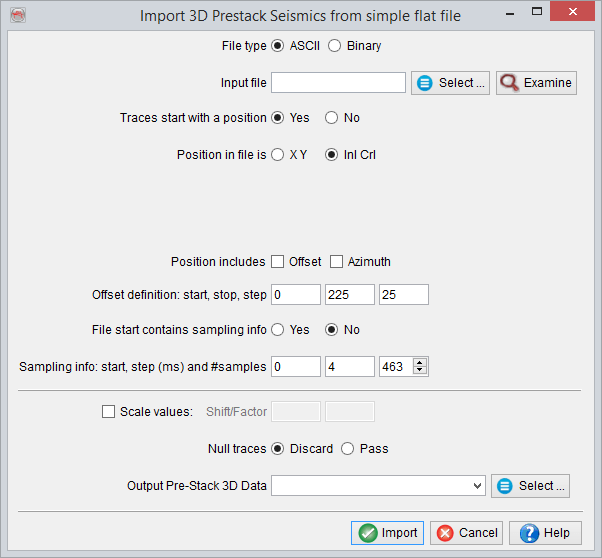 Import 3D Prestack Seismics from simple flat file
File type ASCII Binary
Input file Select ... Examine
Traces start with a position Yes No
Position in file is X Y Inl Crl
Position includes Offset Azimuth
Offset definition: start, stop, step 0 225 25
File start contains sampling info Yes No
Sampling info: start, step (ms) and #samples 0 4 463
Scale values: Shift/Factor
Null traces Discard Pass
Output Pre-Stack 3D Data Select ...
Import Cancel Help